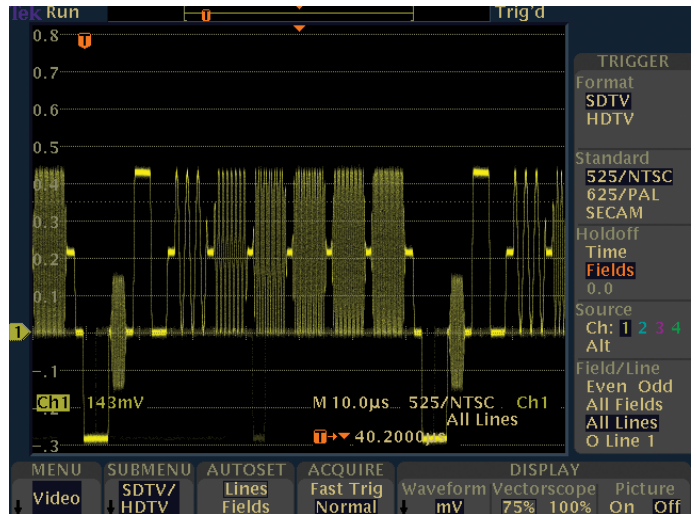 Tek Run Trig'd
T
T
0.8
0.7
0.6
0.5
0.4
0.3
0.2
0.1
1
-.1
Ch1 143mV M 10.0µs 525/NTSC Ch1
All Lines
-.2
T→▼ 40.2000µs
-.3
TRIGGER
Format
SDTV
HDTV
Standard
525/NTSC
625/PAL
SECAM
Holdoff
Time
Fields
0.0
Source
Ch: 1 2 3 4
Alt
Field/Line
Even Odd
All Fields
All Lines
O Line 1
MENU SUBMENU AUTOSET ACQUIRE DISPLAY
Video SDTV/ Lines Fast Trig Waveform Vectorscope Picture
HDTV Fields Normal mV 75% 100% On Off